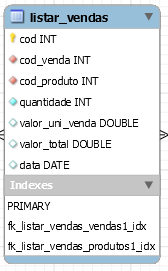 listar_vendas
cod INT
cod_venda INT
cod_produto INT
quantidade INT
valor_uni_venda DOUBLE
valor_total DOUBLE
data DATE
Indexes
PRIMARY
fk_listar_vendas_vendas1_idx
fk_listar_vendas_produtos1_idx